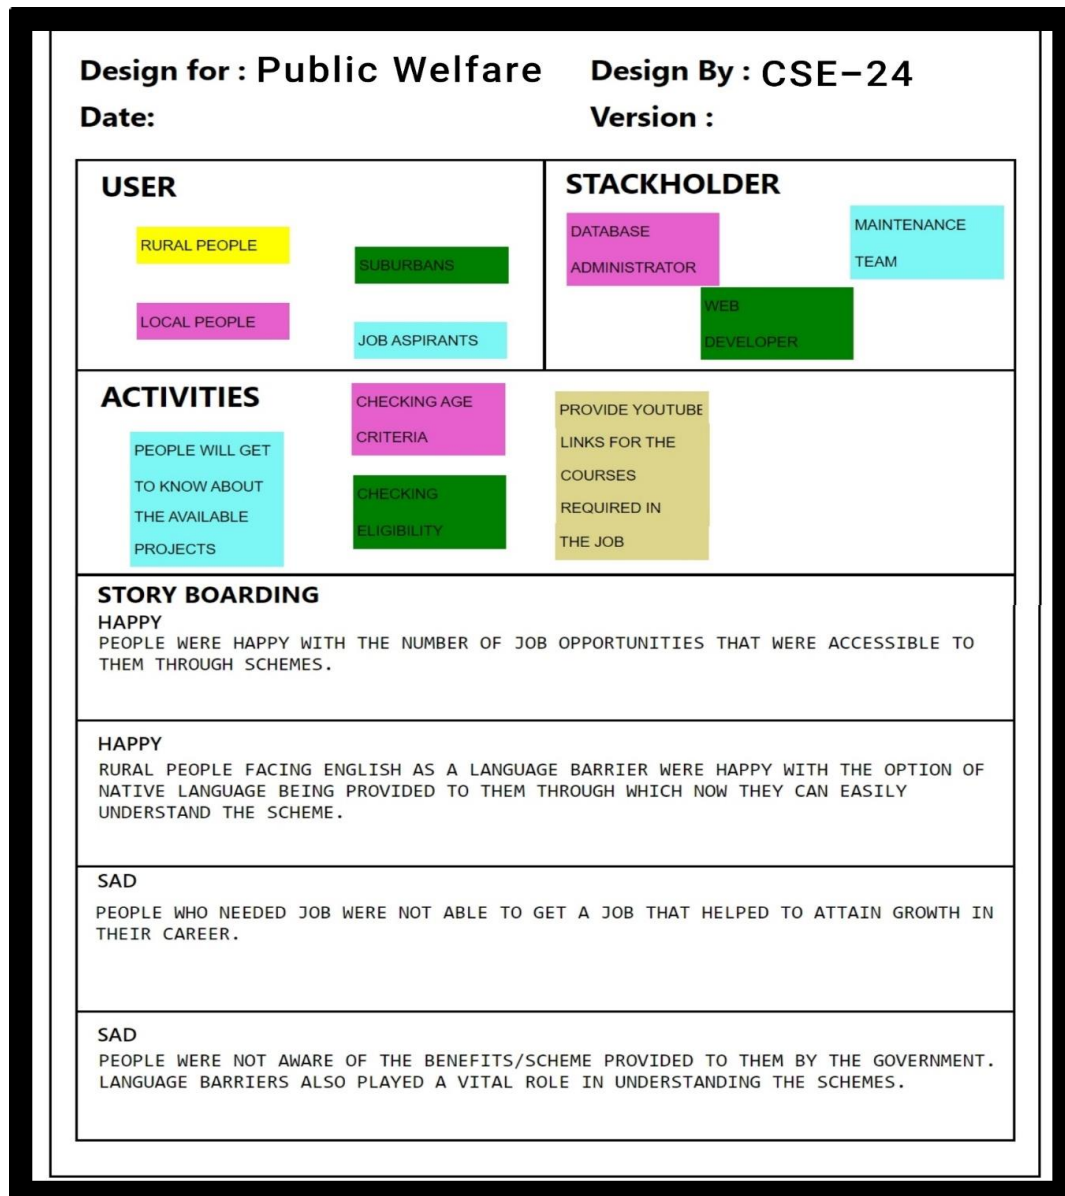 Design for : Public Welfare
Design By : CSE-24
Date:
Version :
USER
RURAL PEOPLE
SUBURBANS
LOCAL PEOPLE
JOB ASPIRANTS
STACKHOLDER
DATABASE
ADMINISTRATOR
MAINTENANCE
TEAM
WEB
DEVELOPER
ACTIVITIES
PEOPLE WILL GET
TO KNOW ABOUT
THE AVAILABLE
PROJECTS
CHECKING AGE
CRITERIA
CHECKING
ELIGIBILITY
PROVIDE YOUTUBE
LINKS FOR THE
COURSES
REQUIRED IN
THE JOB
STORY BOARDING
HAPPY
PEOPLE WERE HAPPY WITH THE NUMBER OF JOB OPPORTUNITIES THAT WERE ACCESSIBLE TO
THEM THROUGH SCHEMES.
HAPPY
RURAL PEOPLE FACING ENGLISH AS A LANGUAGE BARRIER WERE HAPPY WITH THE OPTION OF
NATIVE LANGUAGE BEING PROVIDED TO THEM THROUGH WHICH NOW THEY CAN EASILY
UNDERSTAND THE SCHEME.
SAD
PEOPLE WHO NEEDED JOB WERE NOT ABLE TO GET A JOB THAT HELPED TO ATTAIN GROWTH IN
THEIR CAREER.
SAD
PEOPLE WERE NOT AWARE OF THE BENEFITS/SCHEME PROVIDED TO THEM BY THE GOVERNMENT.
LANGUAGE BARRIERS ALSO PLAYED A VITAL ROLE IN UNDERSTANDING THE SCHEMES.